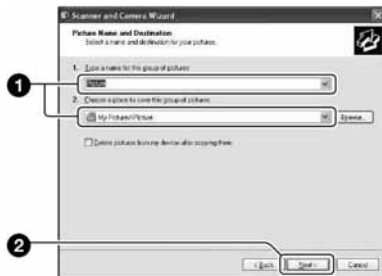 Scanner and Camera Wizard
Picture Name and Destination
Select a name and destination for your pictures.
1. Type a name for this group of pictures:
Picture
1
2. Choose a place to save this group of pictures:
My Pictures\Picture
Browse...
Delete pictures from my device after copying them
2
< Back
Next >
Cancel